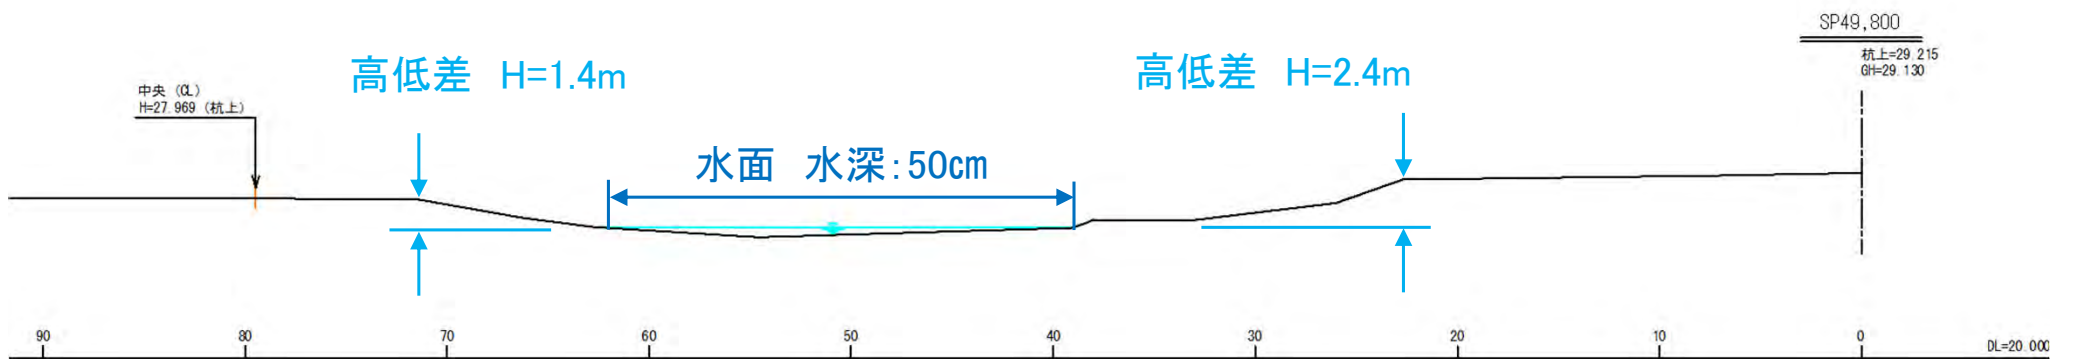 SP49,800
杭上=29.215
GH=29.130
高低差 H=1.4m
高低差 H=2.4m
中央 (CL)
H=27.969 (杭上)
水面 水深:50cm
90 80 70 60 50 40 30 20 10 0
DL=20.000